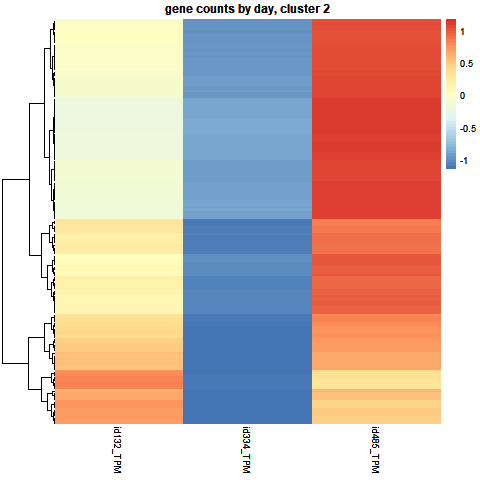 gene counts by day, cluster 2
1
0.5
0
-0.5
-1
id132_TPM
id334_TPM
id485_TPM